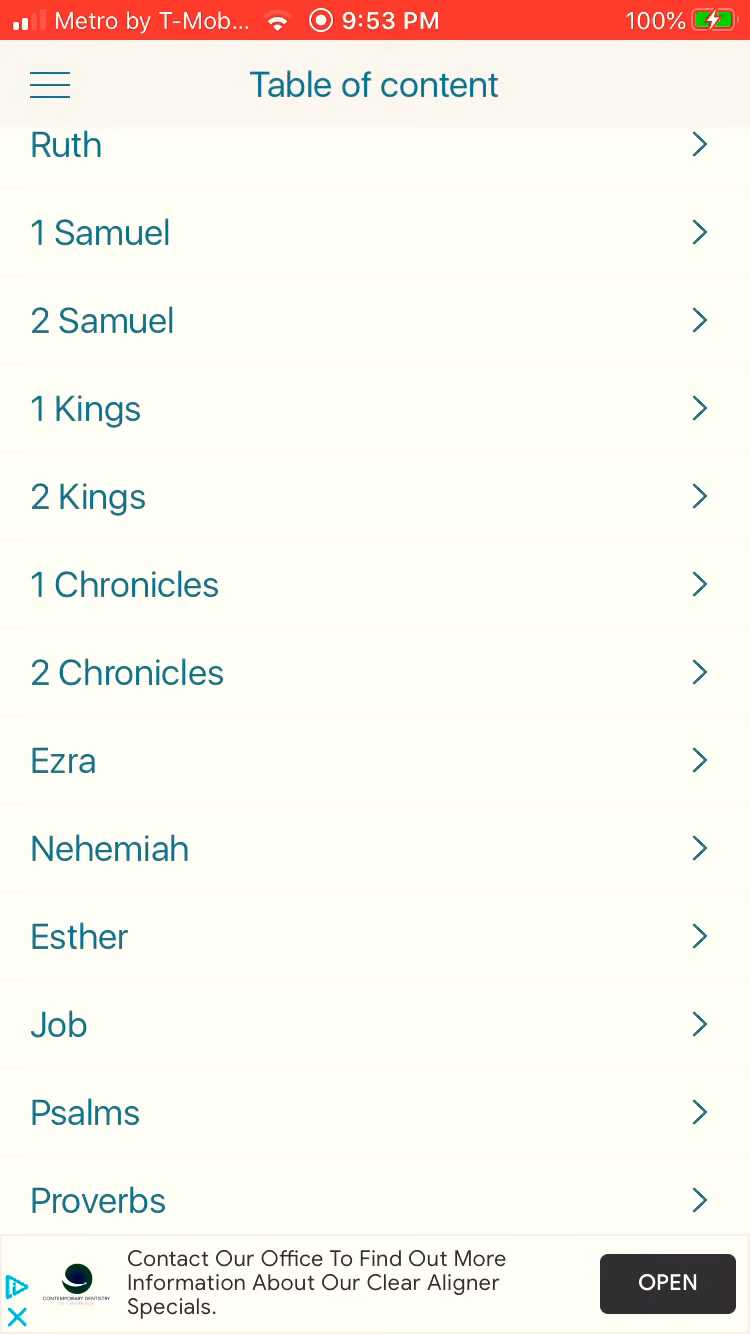 Metro by T-Mob... 9:53 PM 100%
Table of content
Ruth
1 Samuel
2 Samuel
1 Kings
2 Kings
1 Chronicles
2 Chronicles
Ezra
Nehemiah
Esther
Job
Psalms
Proverbs
Contact Our Office To Find Out More
Information About Our Clear Aligner
Specials.
OPEN
CONTEMPORARY DENTISTRY